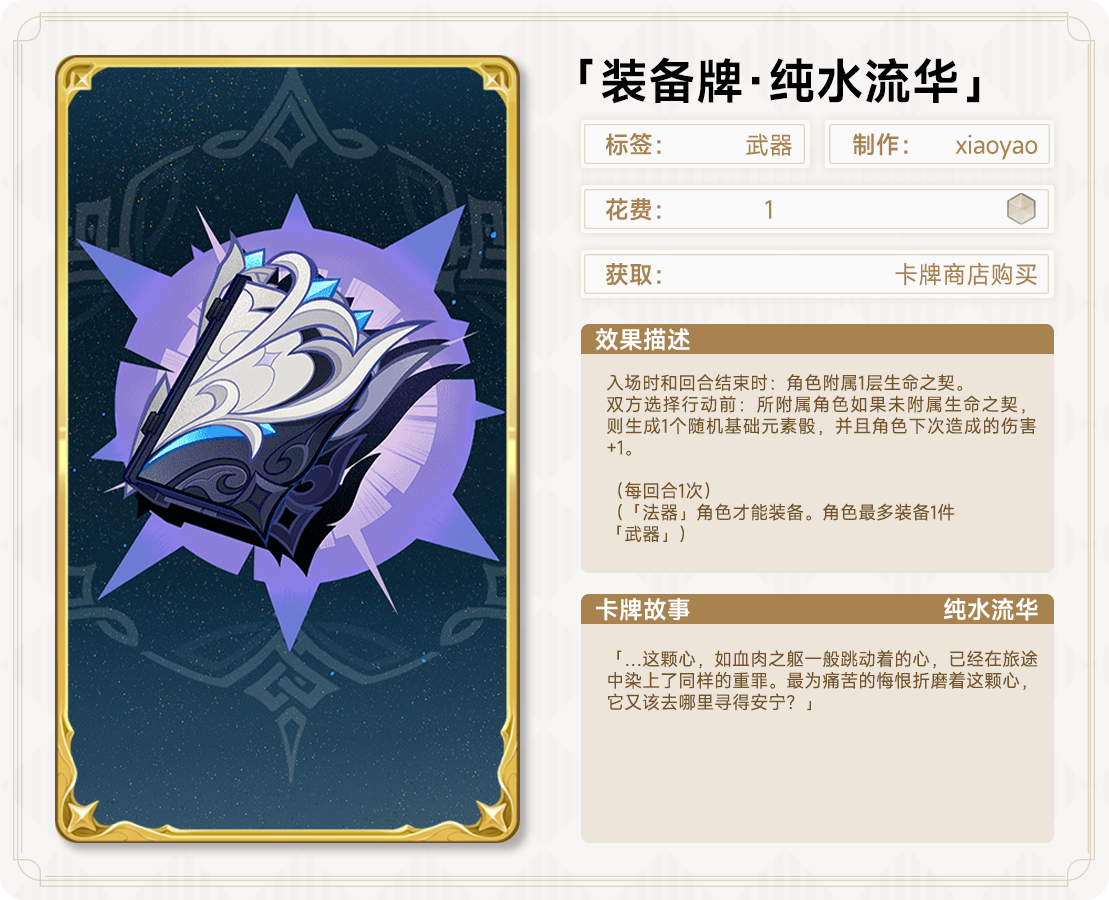 「装备牌·纯水流华」
标签： 武器 制作： xiaoyao
花费： 1
获取： 卡牌商店购买
效果描述
入场时和回合结束时：角色附属1层生命之契。
双方选择行动前：所附属角色如果未附属生命之契，
则生成1个随机基础元素骰，并且角色下次造成的伤害
+1。
（每回合1次）
（「法器」角色才能装备。角色最多装备1件
「武器」）
卡牌故事 纯水流华
「…这颗心，如血肉之躯一般跳动着的心，已经在旅途
中染上了同样的重罪。最为痛苦的悔恨折磨着这颗心，
它又该去哪里寻得安宁？」